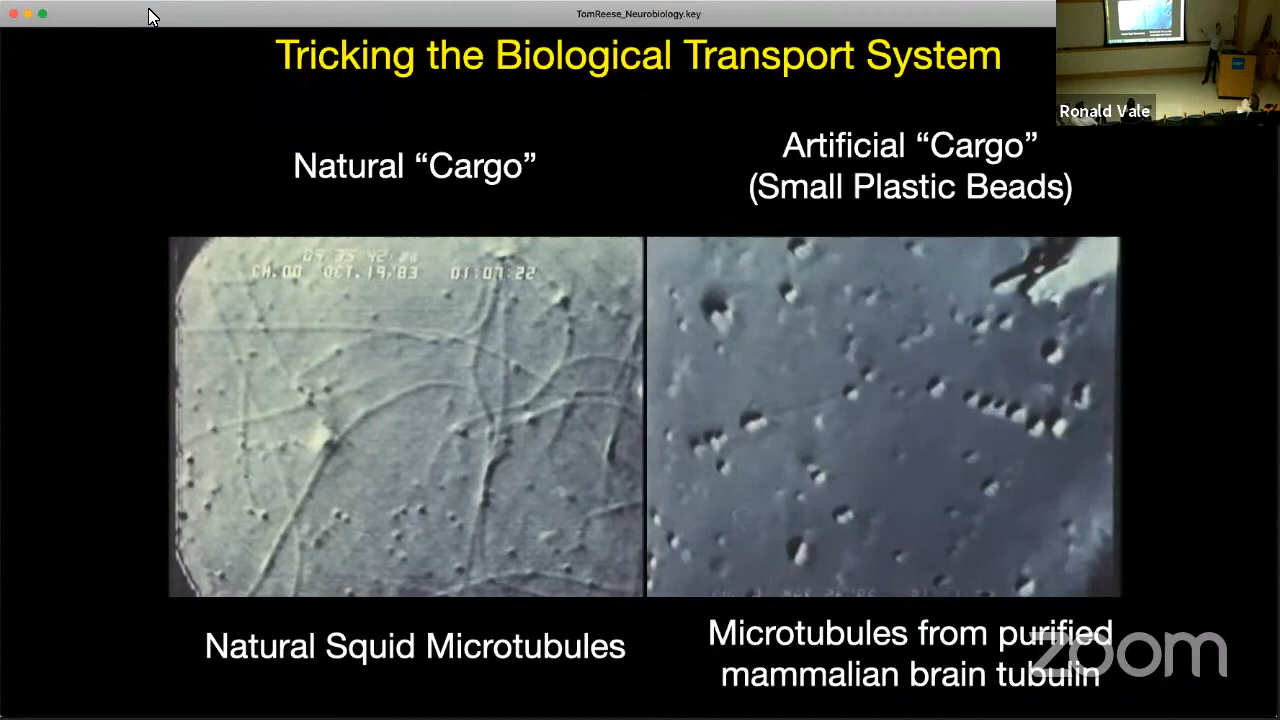 TomReese_Neurobiology.key
Tricking the Biological Transport System
Ronald Vale
Natural “Cargo”
Artificial “Cargo”
(Small Plastic Beads)
CH.00 OCT.19/83 01:07:22
Natural Squid Microtubules
Microtubules from purified
mammalian brain tubulin
zoom